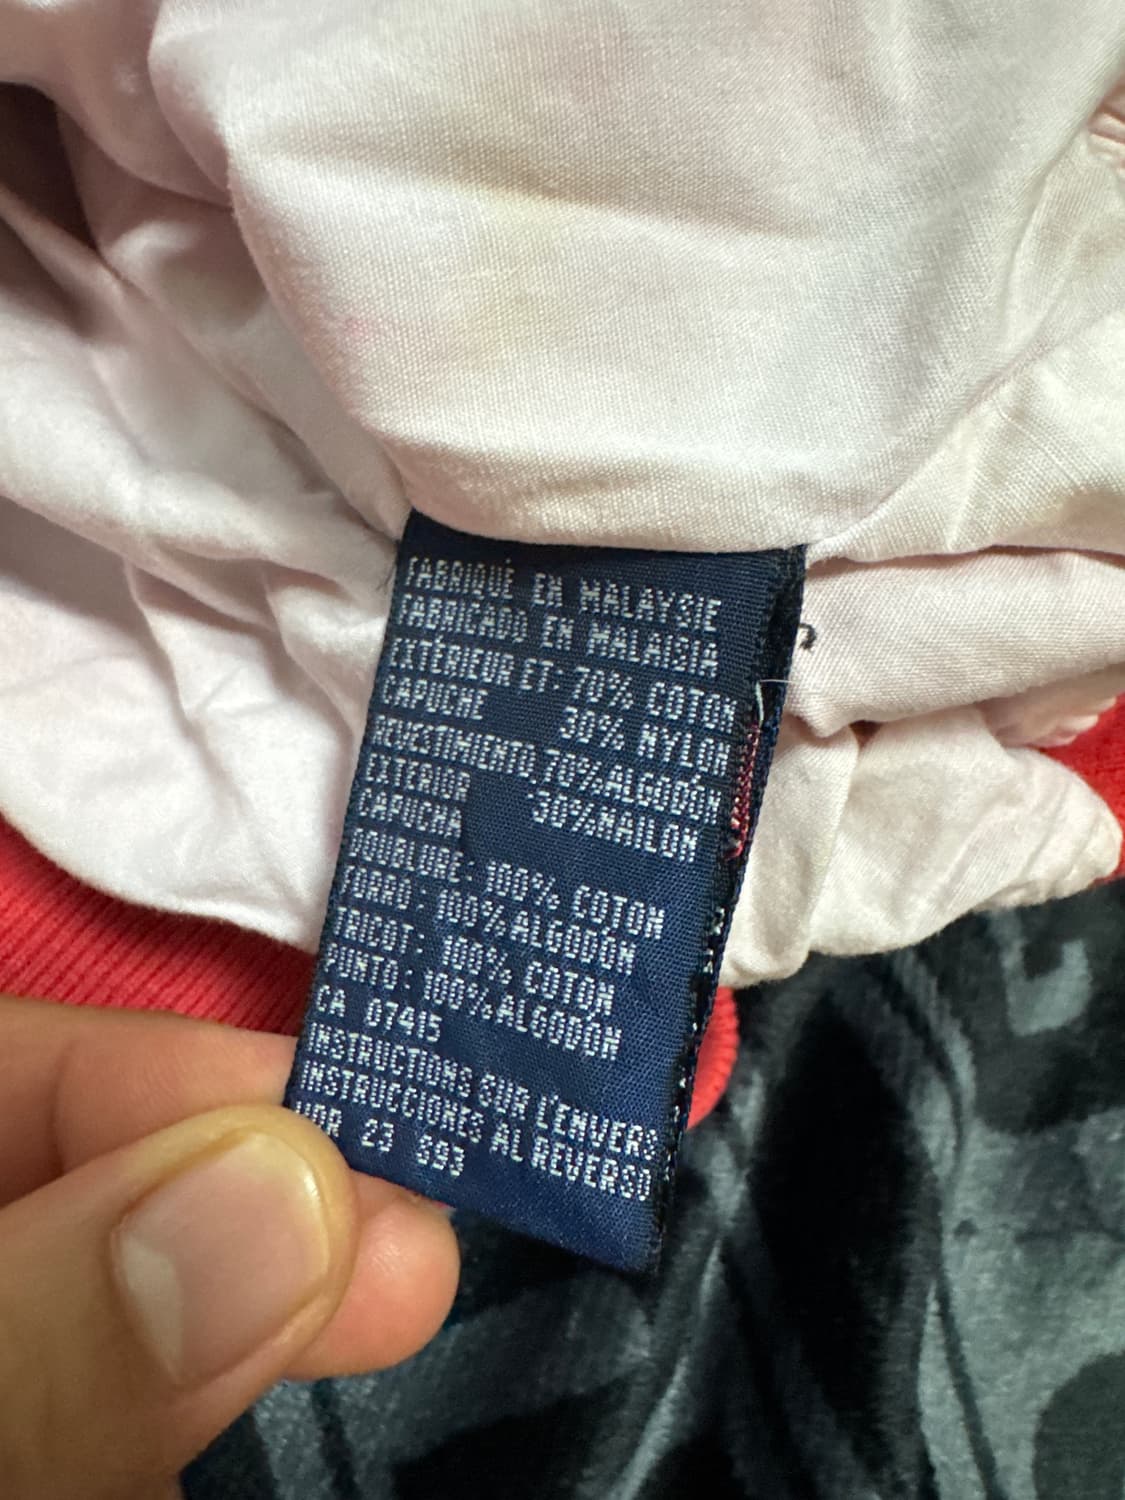 FABRIQUÉ EN MALAYSIE
FABRICADO EN MALAISIA
EXTÉRIEUR ET: 70% COTON
CAPUCHE 30% NYLON
REVESTIMIENTO 70%ALGODÓN
EXTERIOR 30%NAILON
CAPUCHA
DOUBLURE: 100% COTON
FORRO: 100%ALGODÓN
TRICOT: 100% COTON
PUNTO: 100%ALGODÓN
CA 07415
INSTRUCTIONS SUR L'ENVERS
INSTRUCCIONES AL REVERSO
23 S93